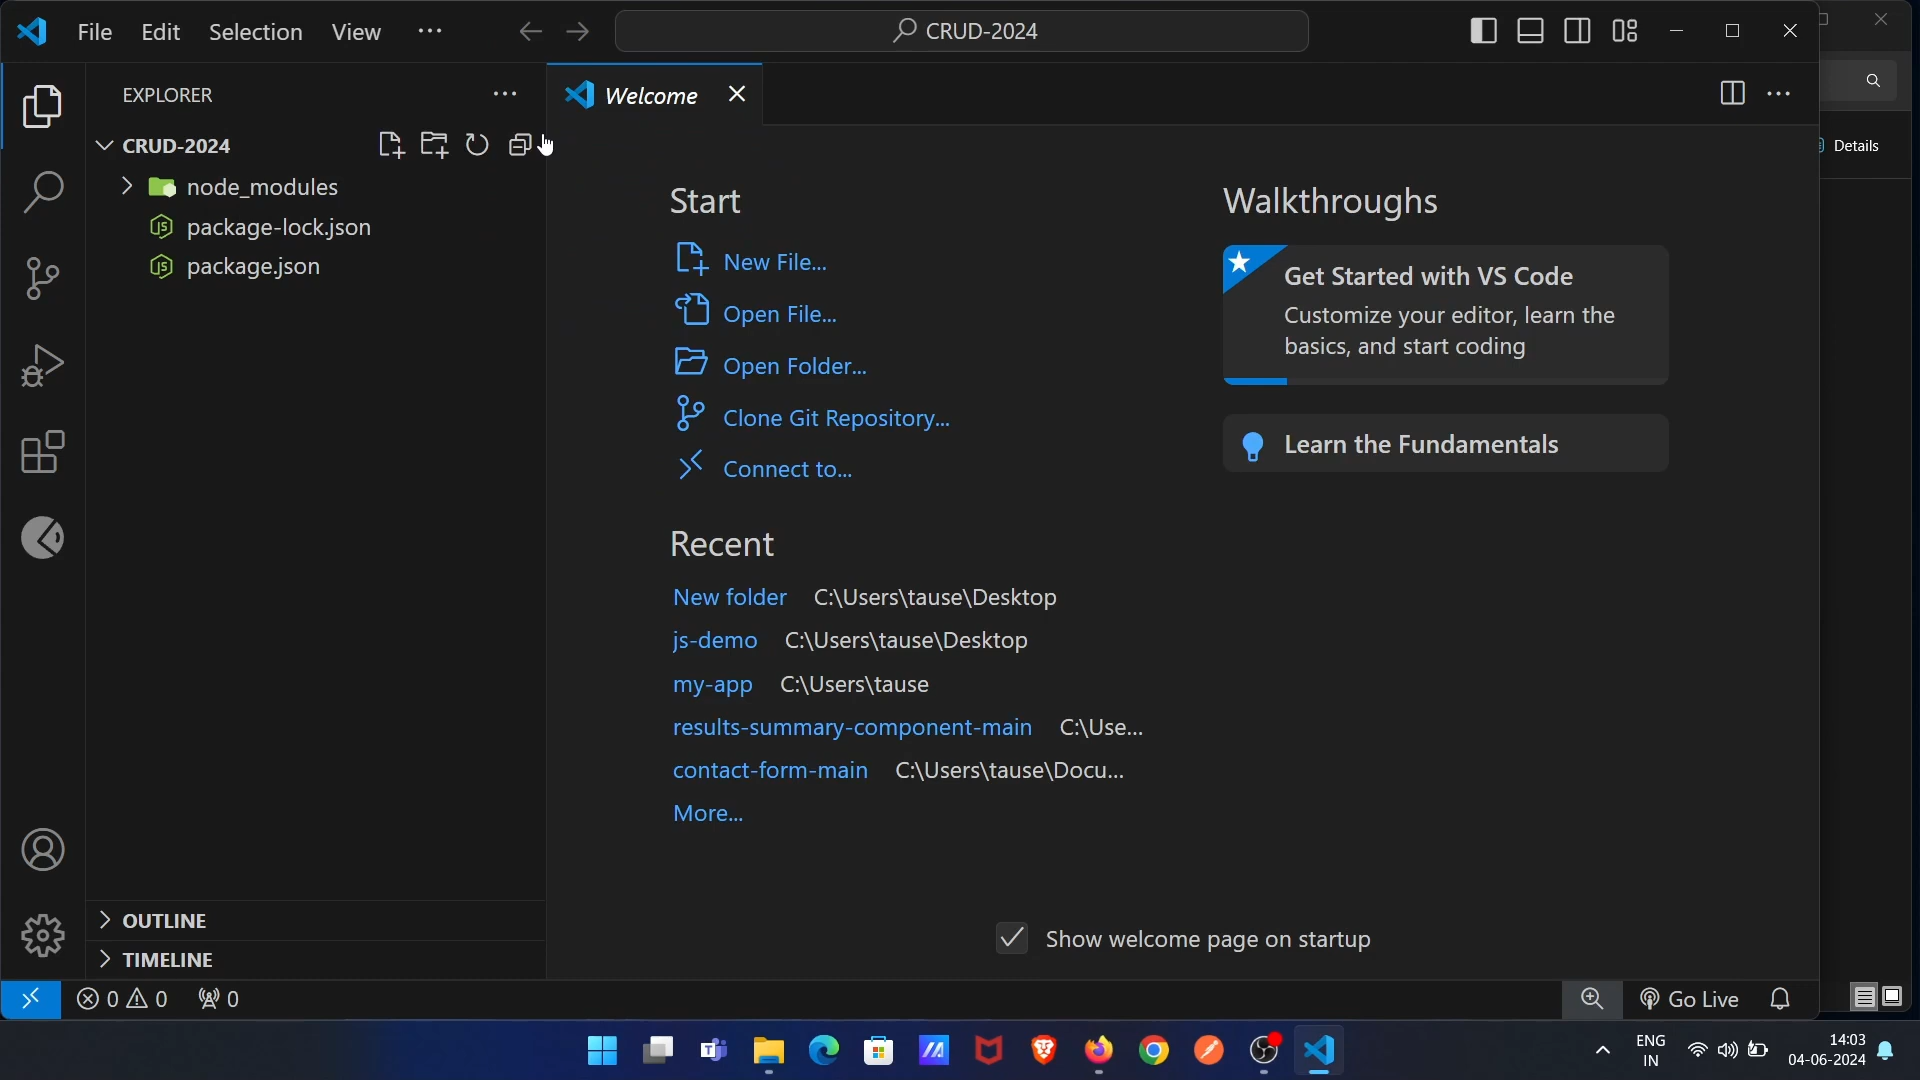 File Edit Selection View ··· CRUD-2024
EXPLORER ···
Welcome
CRUD-2024
node_modules
package-lock.json
package.json
OUTLINE
TIMELINE
Start
New File...
Open File...
Open Folder...
Clone Git Repository...
Connect to...
Recent
New folder C:\Users\tause\Desktop
js-demo C:\Users\tause\Desktop
my-app C:\Users\tause
results-summary-component-main C:\Use...
contact-form-main C:\Users\tause\Docu...
More...
Walkthroughs
Get Started with VS Code
Customize your editor, learn the
basics, and start coding
Learn the Fundamentals
Show welcome page on startup
Details
0 0 0 Go Live
ENG
IN
14:03
04-06-2024